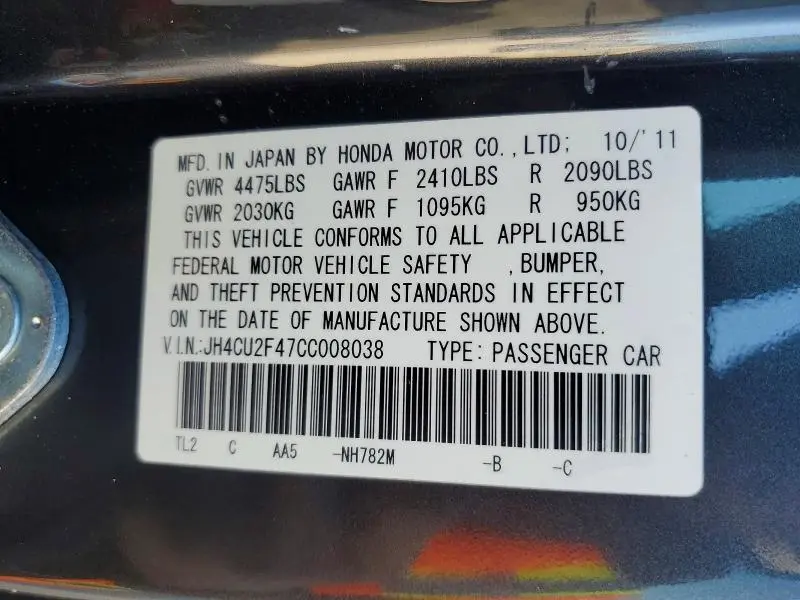 MFD. IN JAPAN BY HONDA MOTOR CO., LTD; 10/'11
GVWR 4475LBS GAWR F 2410LBS R 2090LBS
GVWR 2030KG GAWR F 1095KG R 950KG
THIS VEHICLE CONFORMS TO ALL APPLICABLE
FEDERAL MOTOR VEHICLE SAFETY , BUMPER,
AND THEFT PREVENTION STANDARDS IN EFFECT
ON THE DATE OF MANUFACTURE SHOWN ABOVE.
V.I.N.:JH4CU2F47CC008038 TYPE: PASSENGER CAR
TL2 C AA5 -NH782M -B -C